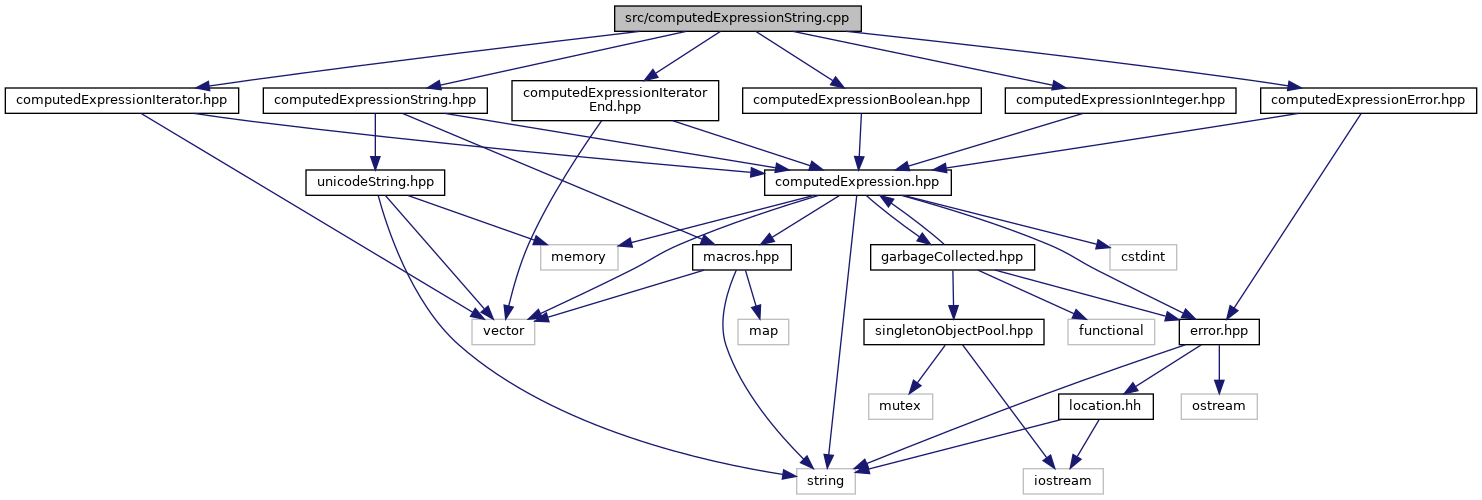 src/computedExpressionString.cpp
computedExpressionIterator.hpp
computedExpressionString.hpp
computedExpressionIterator
End.hpp
computedExpressionBoolean.hpp
computedExpressionInteger.hpp
computedExpressionError.hpp
unicodeString.hpp
computedExpression.hpp
memory
macros.hpp
garbageCollected.hpp
cstdint
vector
map
singletonObjectPool.hpp
functional
error.hpp
mutex
location.hh
ostream
string
iostream